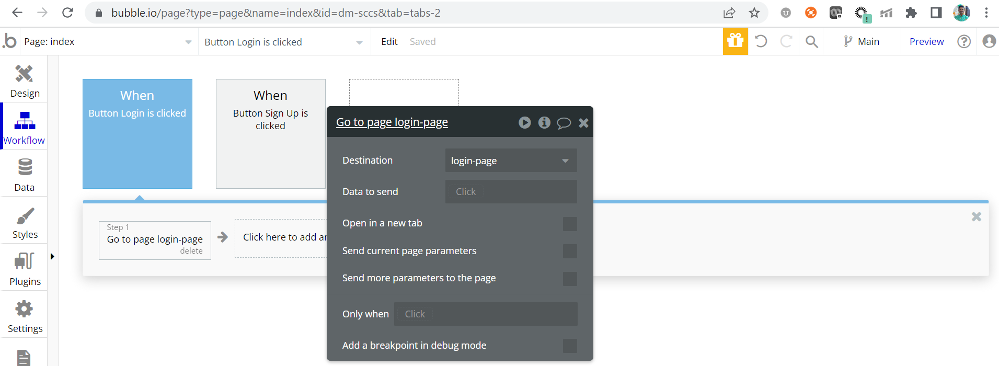 bubble.io/page?type=page&name=index&id=dm-sccs&tab=tabs-2
.b
Page: index
Button Login is clicked
Edit
Saved
Main
Preview
Design
Workflow
Data
Styles
Plugins
Settings
When
Button Login is clicked
When
Button Sign Up is
clicked
Step 1
Go to page login-page
delete
Click here to add an
Go to page login-page
Destination
login-page
Data to send
Click
Open in a new tab
Send current page parameters
Send more parameters to the page
Only when
Click
Add a breakpoint in debug mode